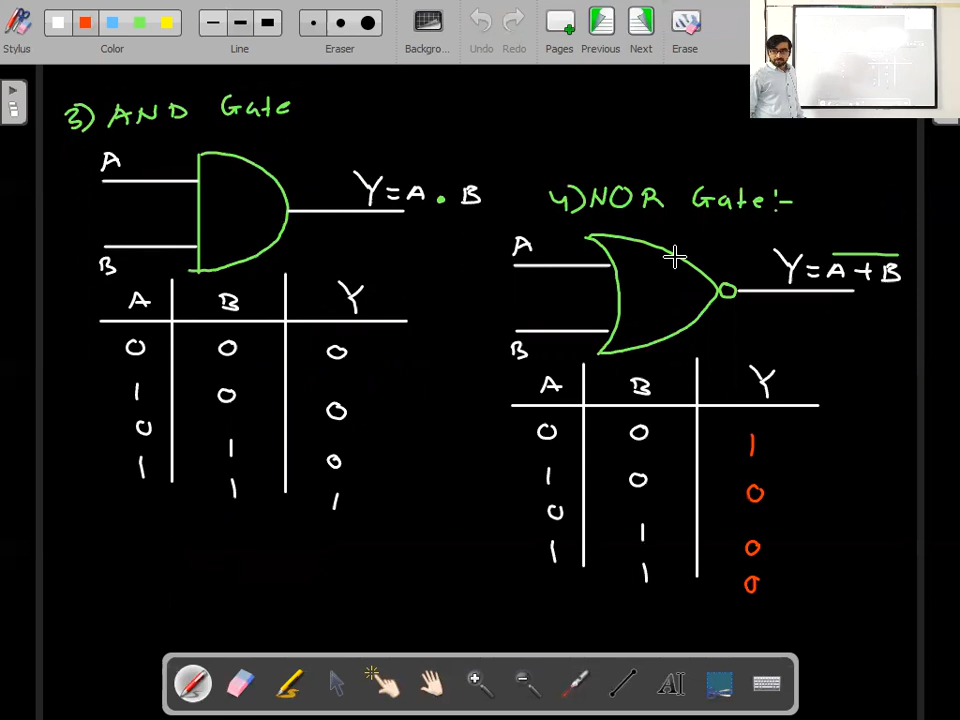 Stylus
Color
Line
Eraser
Backgro...
Undo
Redo
Pages
Previous
Next
Erase
3) AND Gate
A
B
Y=A . B
A B Y
0 0 0
1 0 0
0 1 0
1 1 1
4) NOR Gate:-
A
B
Y=\overline{A+B}
A B Y
0 0 1
1 0 0
0 1 0
1 1 0
AI